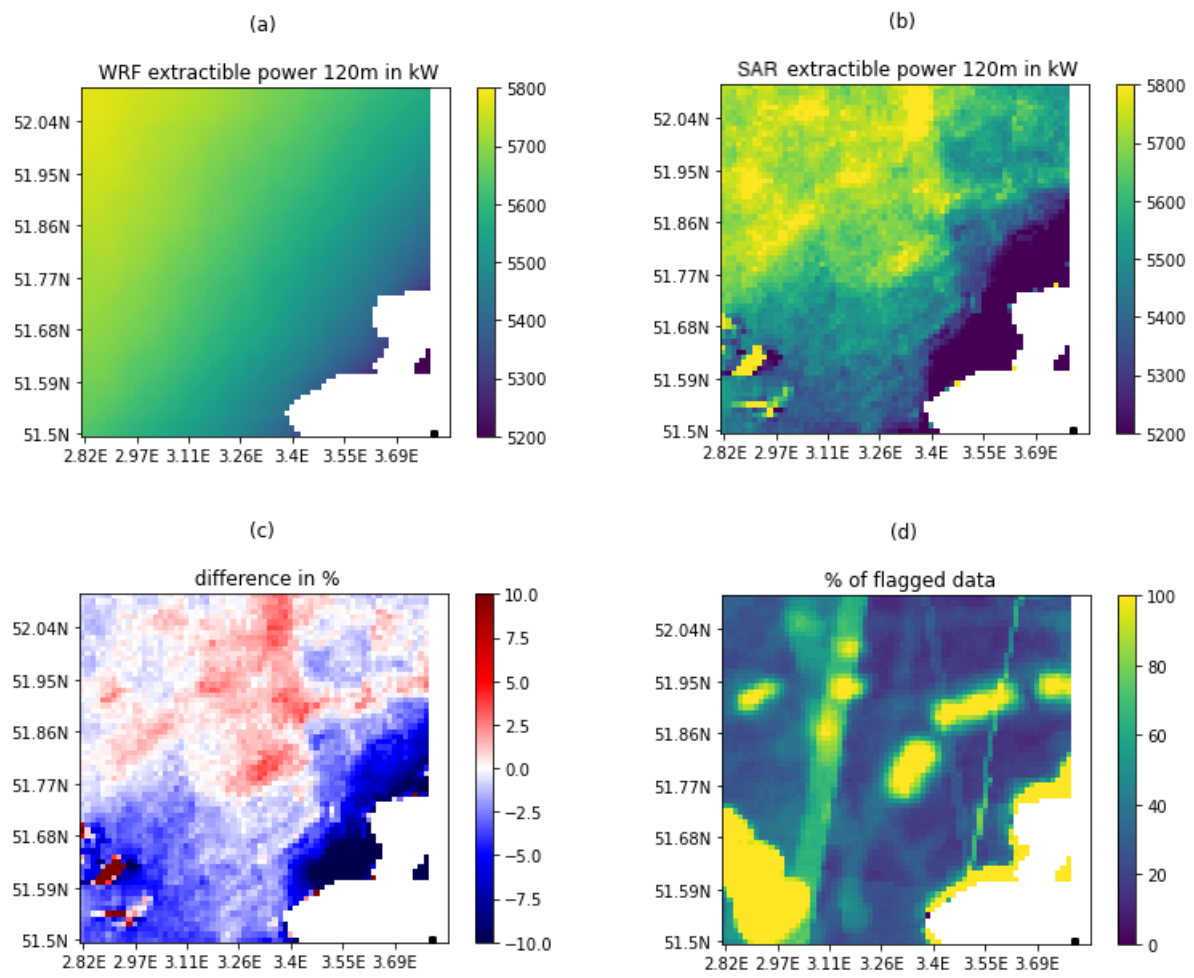 (a)
WRF extractible power 120m in kW
52.04N
51.95N
51.86N
51.77N
51.68N
51.59N
51.5N
2.82E 2.97E 3.11E 3.26E 3.4E 3.55E 3.69E
5800
5700
5600
5500
5400
5300
5200
(b)
SAR extractible power 120m in kW
52.04N
51.95N
51.86N
51.77N
51.68N
51.59N
51.5N
2.82E 2.97E 3.11E 3.26E 3.4E 3.55E 3.69E
5800
5700
5600
5500
5400
5300
5200
(c)
difference in %
52.04N
51.95N
51.86N
51.77N
51.68N
51.59N
51.5N
2.82E 2.97E 3.11E 3.26E 3.4E 3.55E 3.69E
10.0
7.5
5.0
2.5
0.0
−2.5
−5.0
−7.5
−10.0
(d)
% of flagged data
52.04N
51.95N
51.86N
51.77N
51.68N
51.59N
51.5N
2.82E 2.97E 3.11E 3.26E 3.4E 3.55E 3.69E
100
80
60
40
20
0